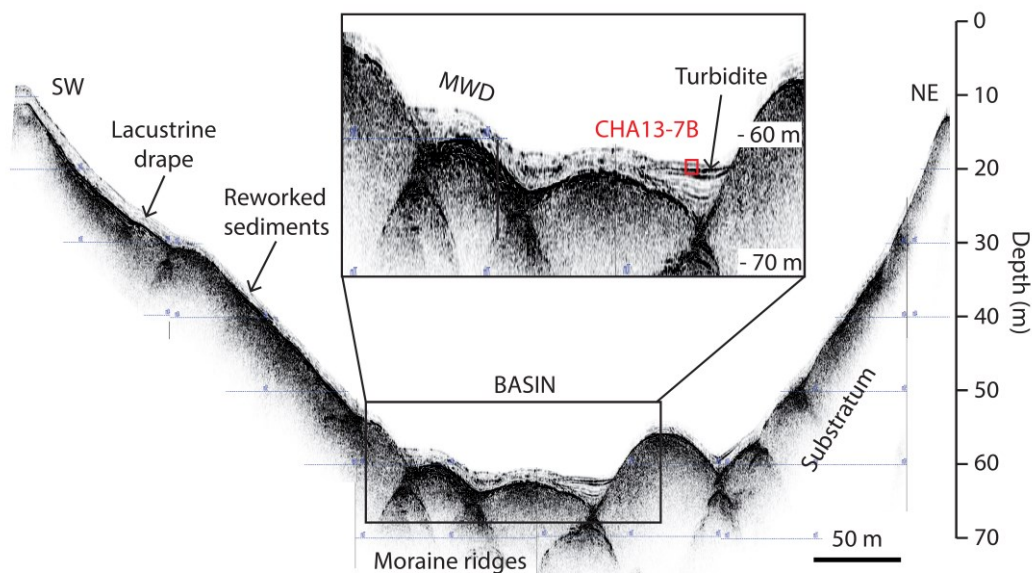 SW
Lacustrine
drape
Reworked
sediments
MWD
Turbidite
CHA13-7B
- 60 m
- 70 m
NE
0
10
20
30
40
50
60
70
Depth (m)
BASIN
Substratum
Moraine ridges
50 m